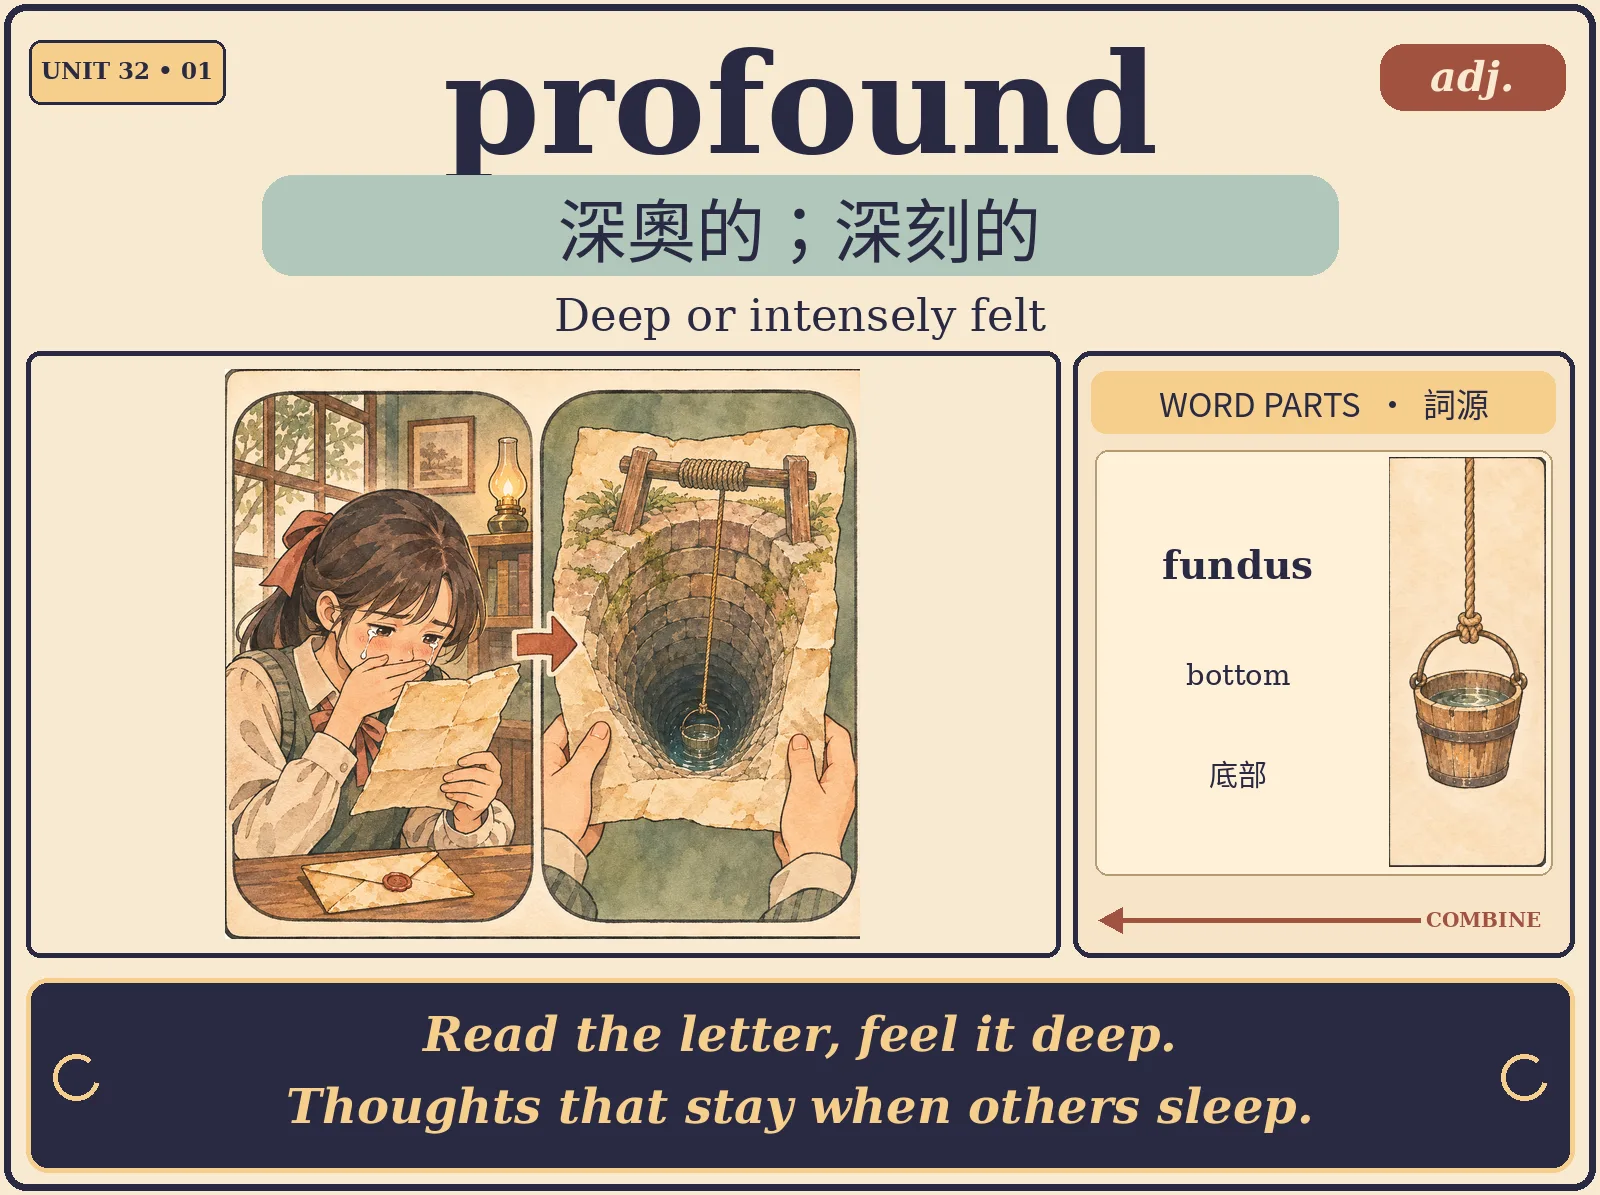 UNIT 32 • 01
profound
adj.
深奧的；深刻的
Deep or intensely felt
WORD PARTS • 詞源
fundus
bottom
底部
COMBINE
Read the letter, feel it deep.
Thoughts that stay when others sleep.